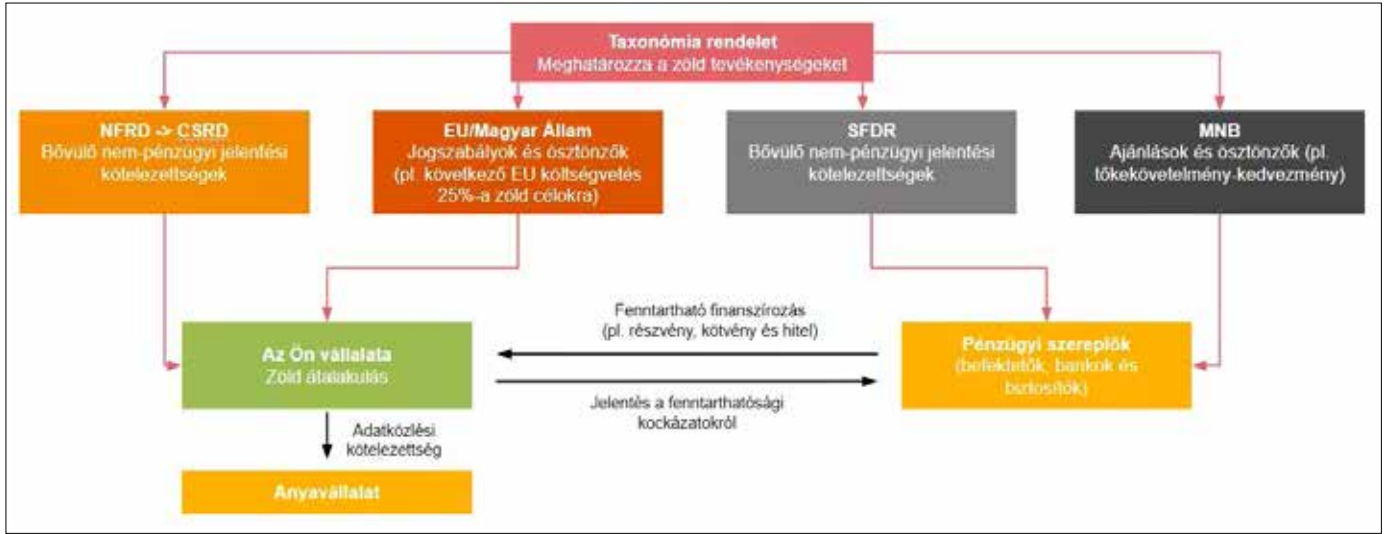 Taxonómia rendelet
Meghatározza a zöld tevékenységeket
NFRD -> CSRD
Bővülő nem-pénzügyi jelentési
kötelezettségek
EU/Magyar Állam
Jogszabályok és ösztönzők
(pl. következő EU költségvetés
25%-a zöld célokra)
SFDR
Bővülő nem-pénzügyi jelentési
kötelezettségek
MNB
Ajánlások és ösztönzők (pl.
tőkekövetelmény-kedvezmény)
Az Ön vállalata
Zöld átalakulás
Fenntartható finanszírozás
(pl. részvény, kötvény és hitel)
Jelentés a fenntarthatósági
kockázatokról
Pénzügyi szereplők
(befektetők, bankok és
biztosítók)
Adatközlési
kötelezettség
Anyavállalat